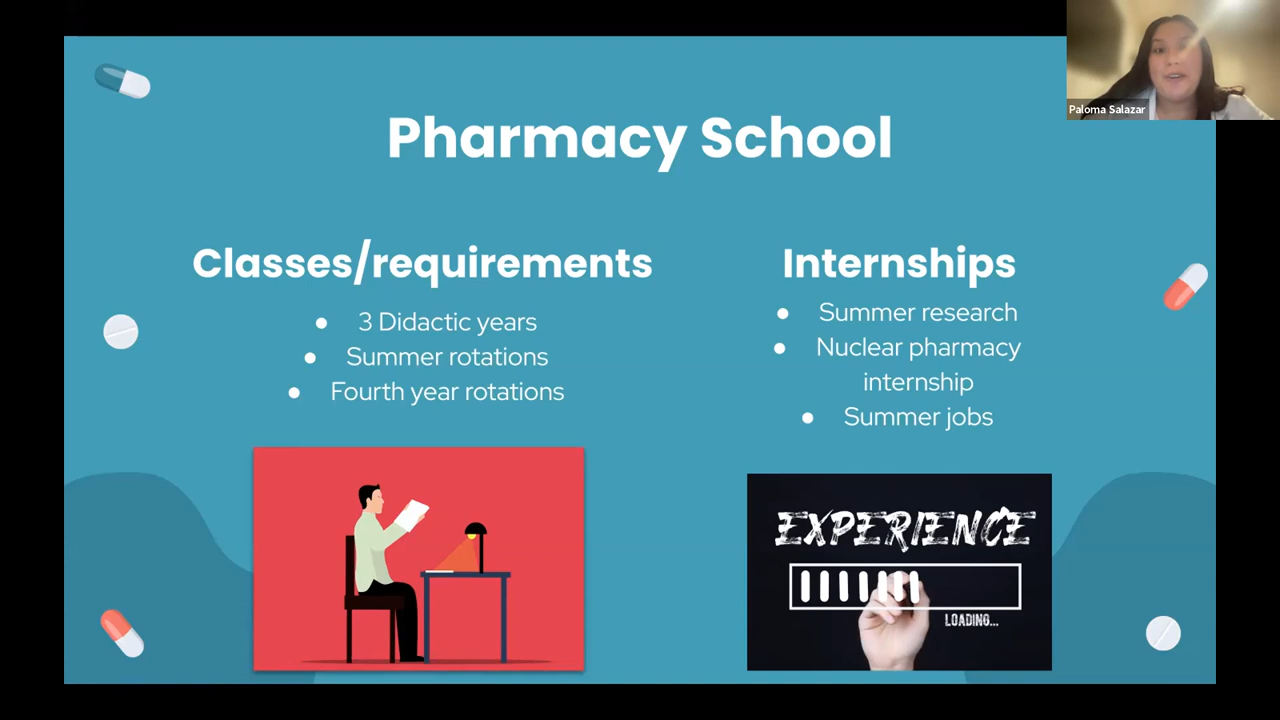 Paloma Salazar
Pharmacy School
Classes/requirements
● 3 Didactic years
● Summer rotations
● Fourth year rotations
Internships
● Summer research
● Nuclear pharmacy
internship
● Summer jobs
EXPERIENCE
LOADING...